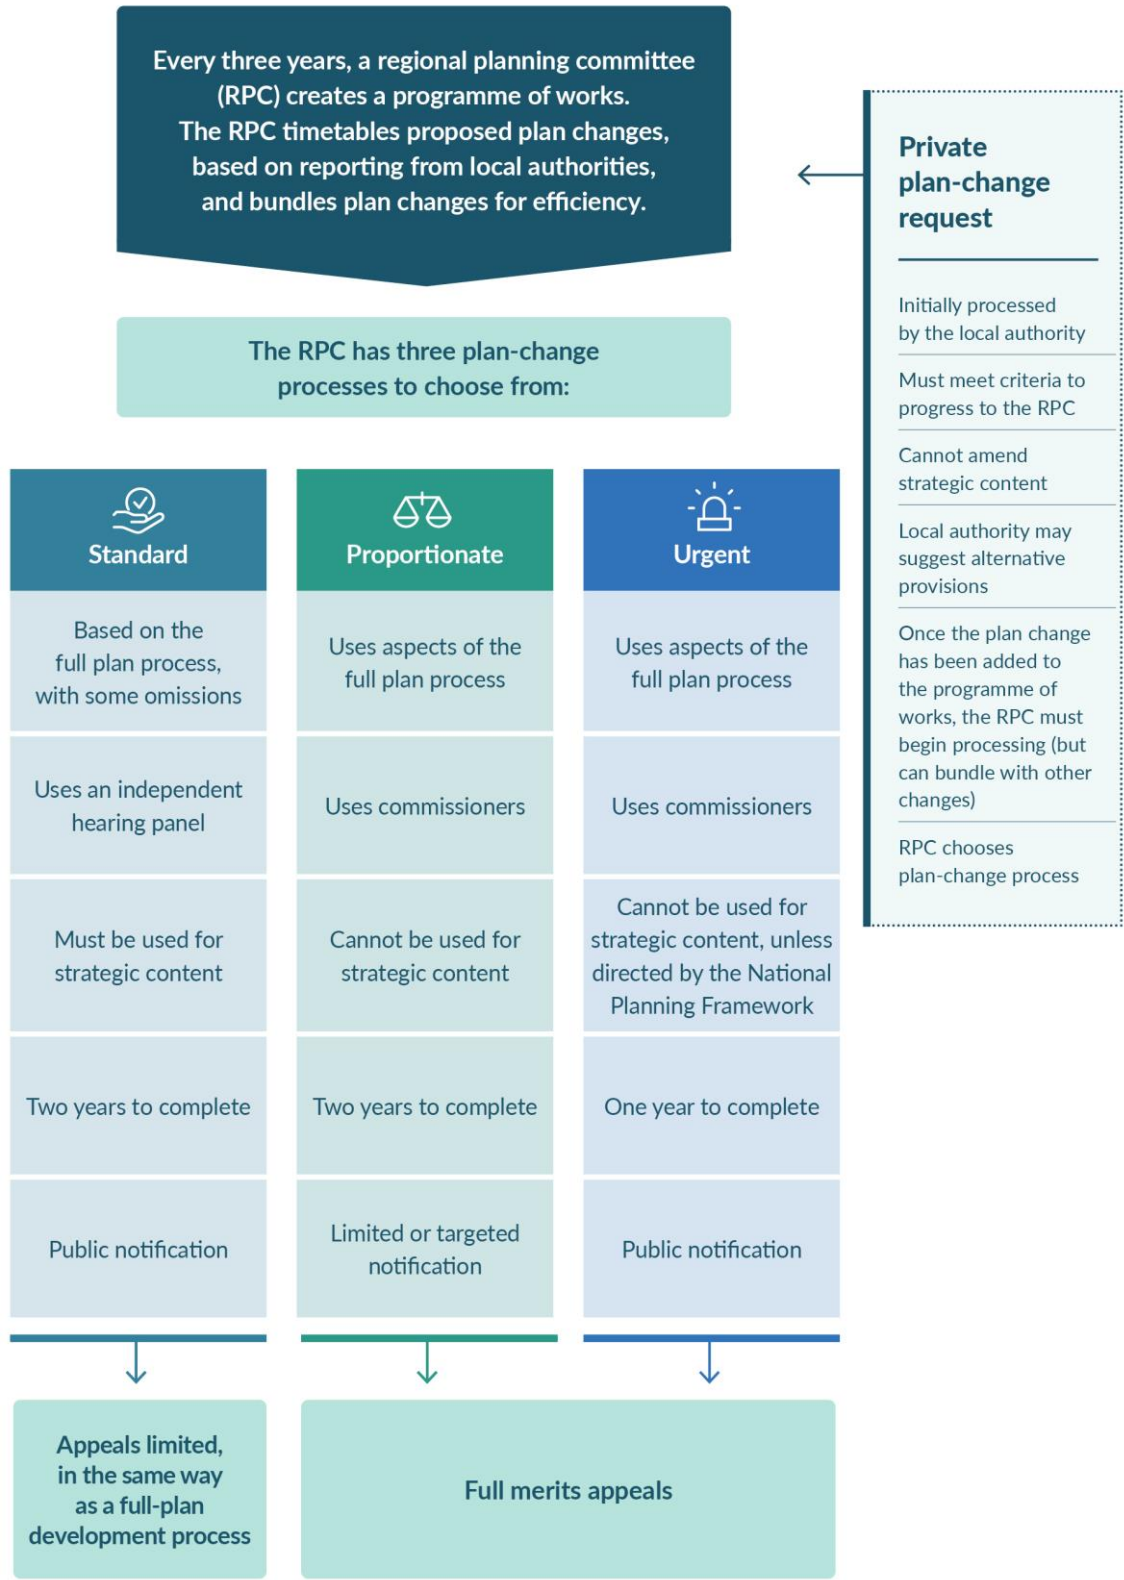 Every three years, a regional planning committee
(RPC) creates a programme of works.
The RPC timetables proposed plan changes,
based on reporting from local authorities,
and bundles plan changes for efficiency.
Private
plan-change
request
Initially processed
by the local authority
Must meet criteria to
progress to the RPC
Cannot amend
strategic content
Local authority may
suggest alternative
provisions
Once the plan change
has been added to
the programme of
works, the RPC must
begin processing (but
can bundle with other
changes)
RPC chooses
plan-change process
The RPC has three plan-change
processes to choose from:
Standard
Based on the
full plan process,
with some omissions
Uses an independent
hearing panel
Must be used for
strategic content
Two years to complete
Public notification
Appeals limited,
in the same way
as a full-plan
development process
Proportionate
Uses aspects of the
full plan process
Uses commissioners
Cannot be used for
strategic content
Two years to complete
Limited or targeted
notification
Urgent
Uses aspects of the
full plan process
Uses commissioners
Cannot be used for
strategic content, unless
directed by the National
Planning Framework
One year to complete
Public notification
Full merits appeals